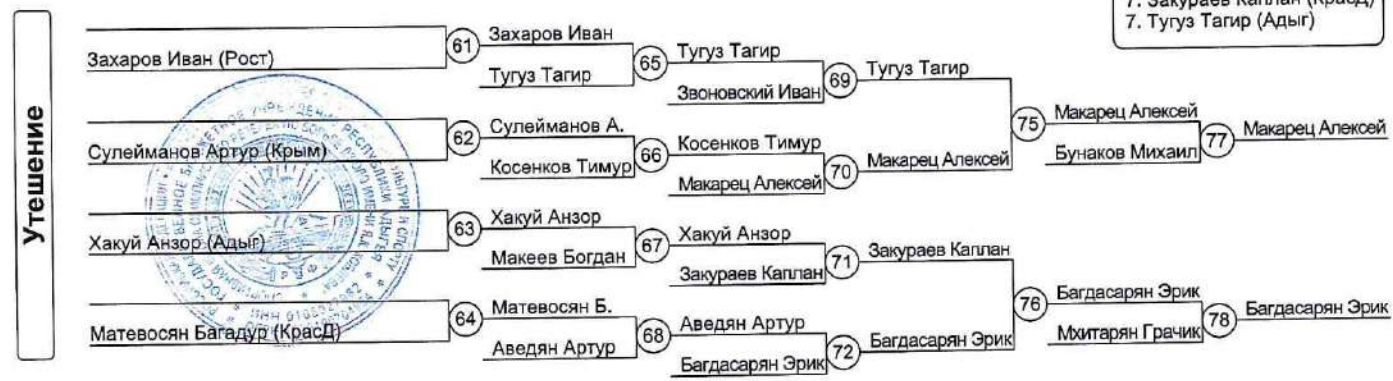 7. Закураев Каплан (КрасД)
7. Тугуз Тагир (Адыг)
Утешение
Захаров Иван (Рост)
61
Захаров Иван
Тугуз Тагир
65
Тугуз Тагир
Звоновский Иван
69
Тугуз Тагир
Сулейманов Артур (Крым)
62
Сулейманов А.
Косенков Тимур
66
Косенков Тимур
Макарец Алексей
70
Макарец Алексей
75
Макарец Алексей
Бунаков Михаил
77
Макарец Алексей
Хакуй Анзор (Адыг)
63
Хакуй Анзор
Макеев Богдан
67
Хакуй Анзор
Закураев Каплан
71
Закураев Каплан
Матевосян Багадур (КрасД)
64
Матевосян Б.
Аведян Артур
68
Аведян Артур
Багдасарян Эрик
72
Багдасарян Эрик
76
Багдасарян Эрик
Мхитарян Грачик
78
Багдасарян Эрик